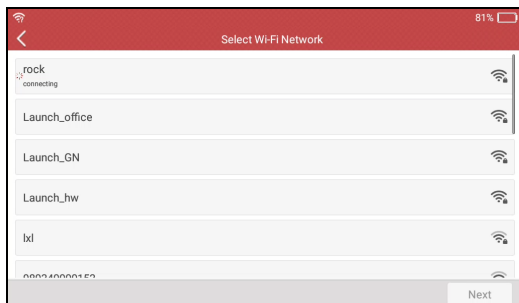 81%
Select Wi-Fi Network
rock
connecting
Launch_office
Launch_GN
Launch_hw
lxl
Next